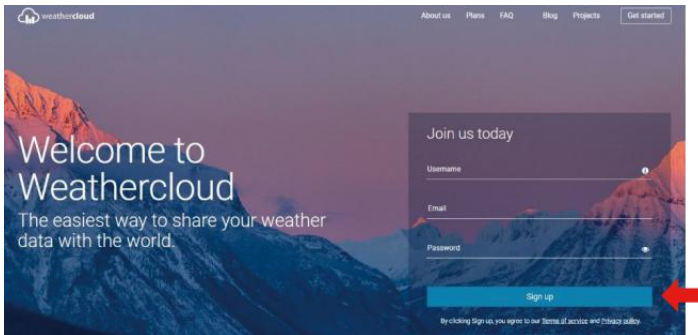 weathercloud
About us Plans FAQ Blog Projects Get started
Welcome to
Weathercloud
The easiest way to share your weather
data with the world.
Join us today
Username
Email
Password
Sign up
By clicking Sign up, you agree to our Terms of service and Privacy policy.